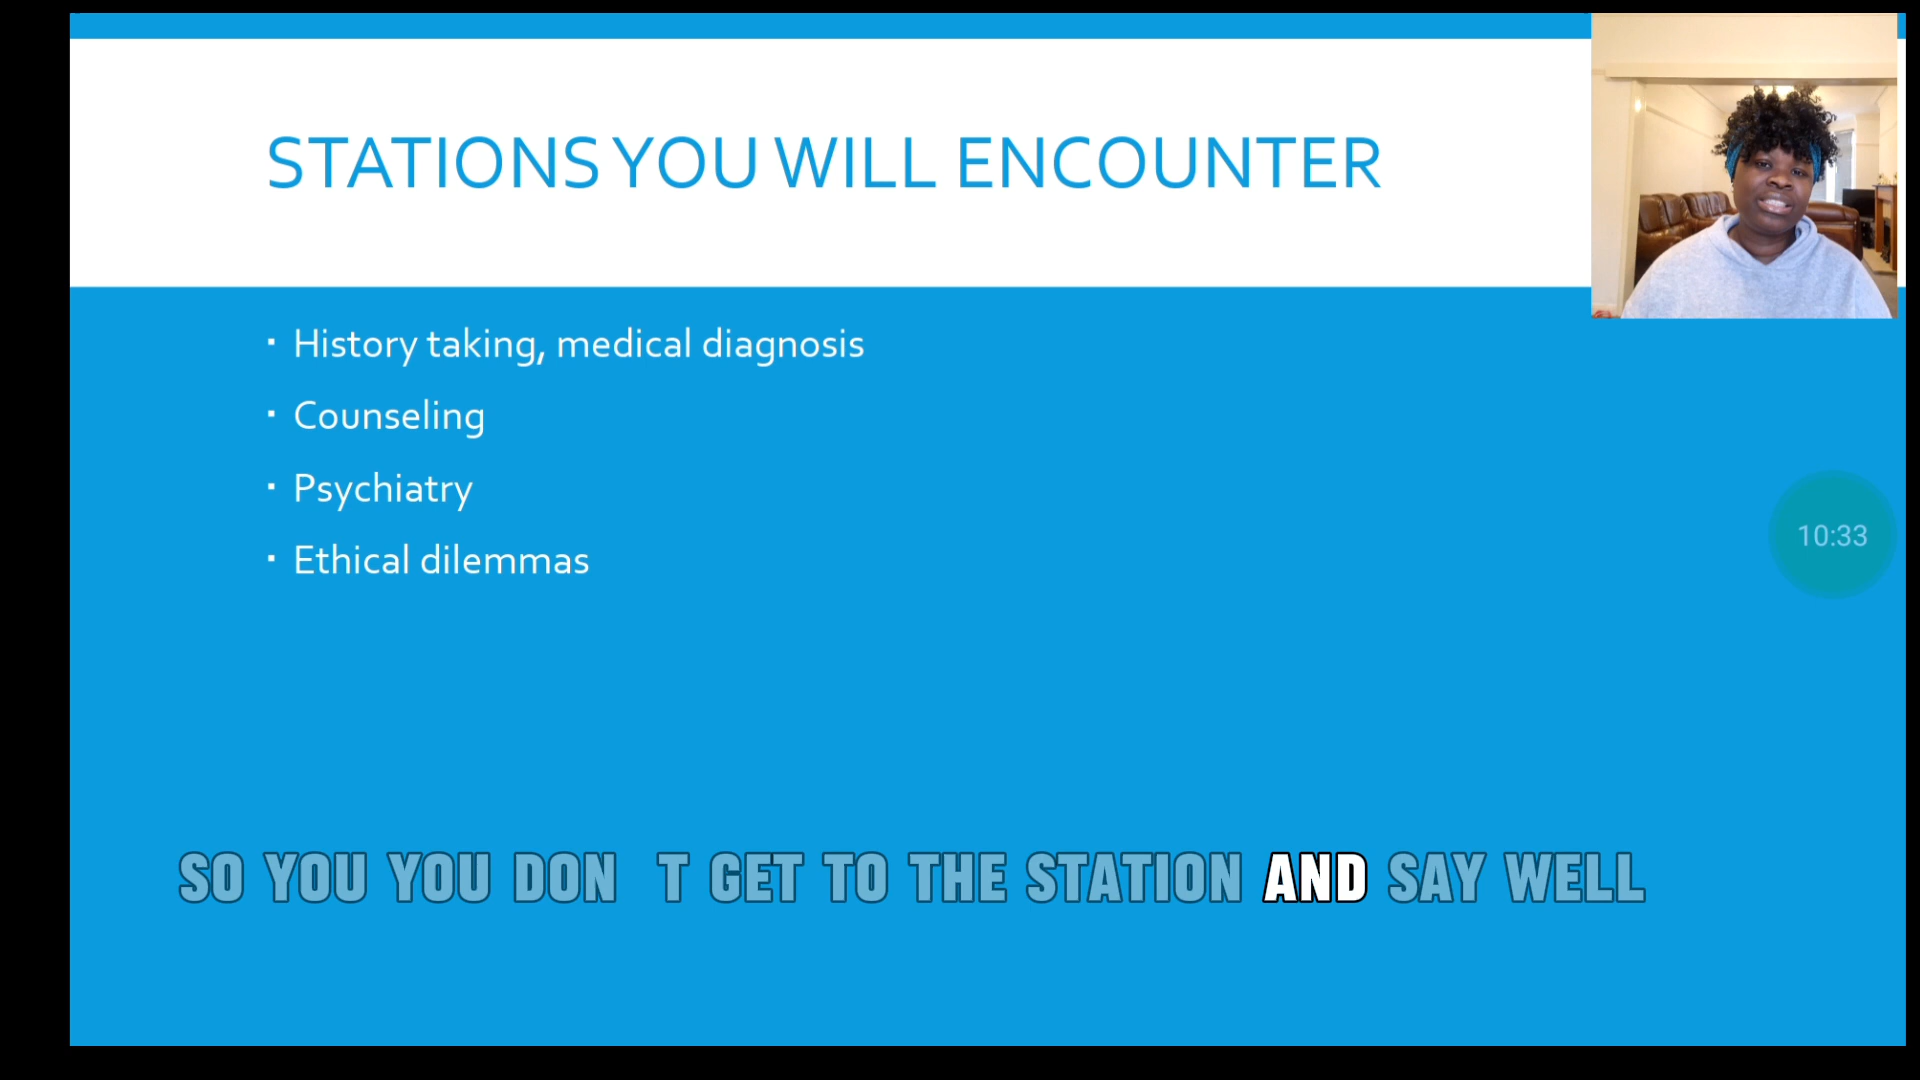 STATIONS YOU WILL ENCOUNTER
History taking, medical diagnosis
Counseling
Psychiatry
Ethical dilemmas
10:33
SO YOU YOU DON T GET TO THE STATION AND SAY WELL